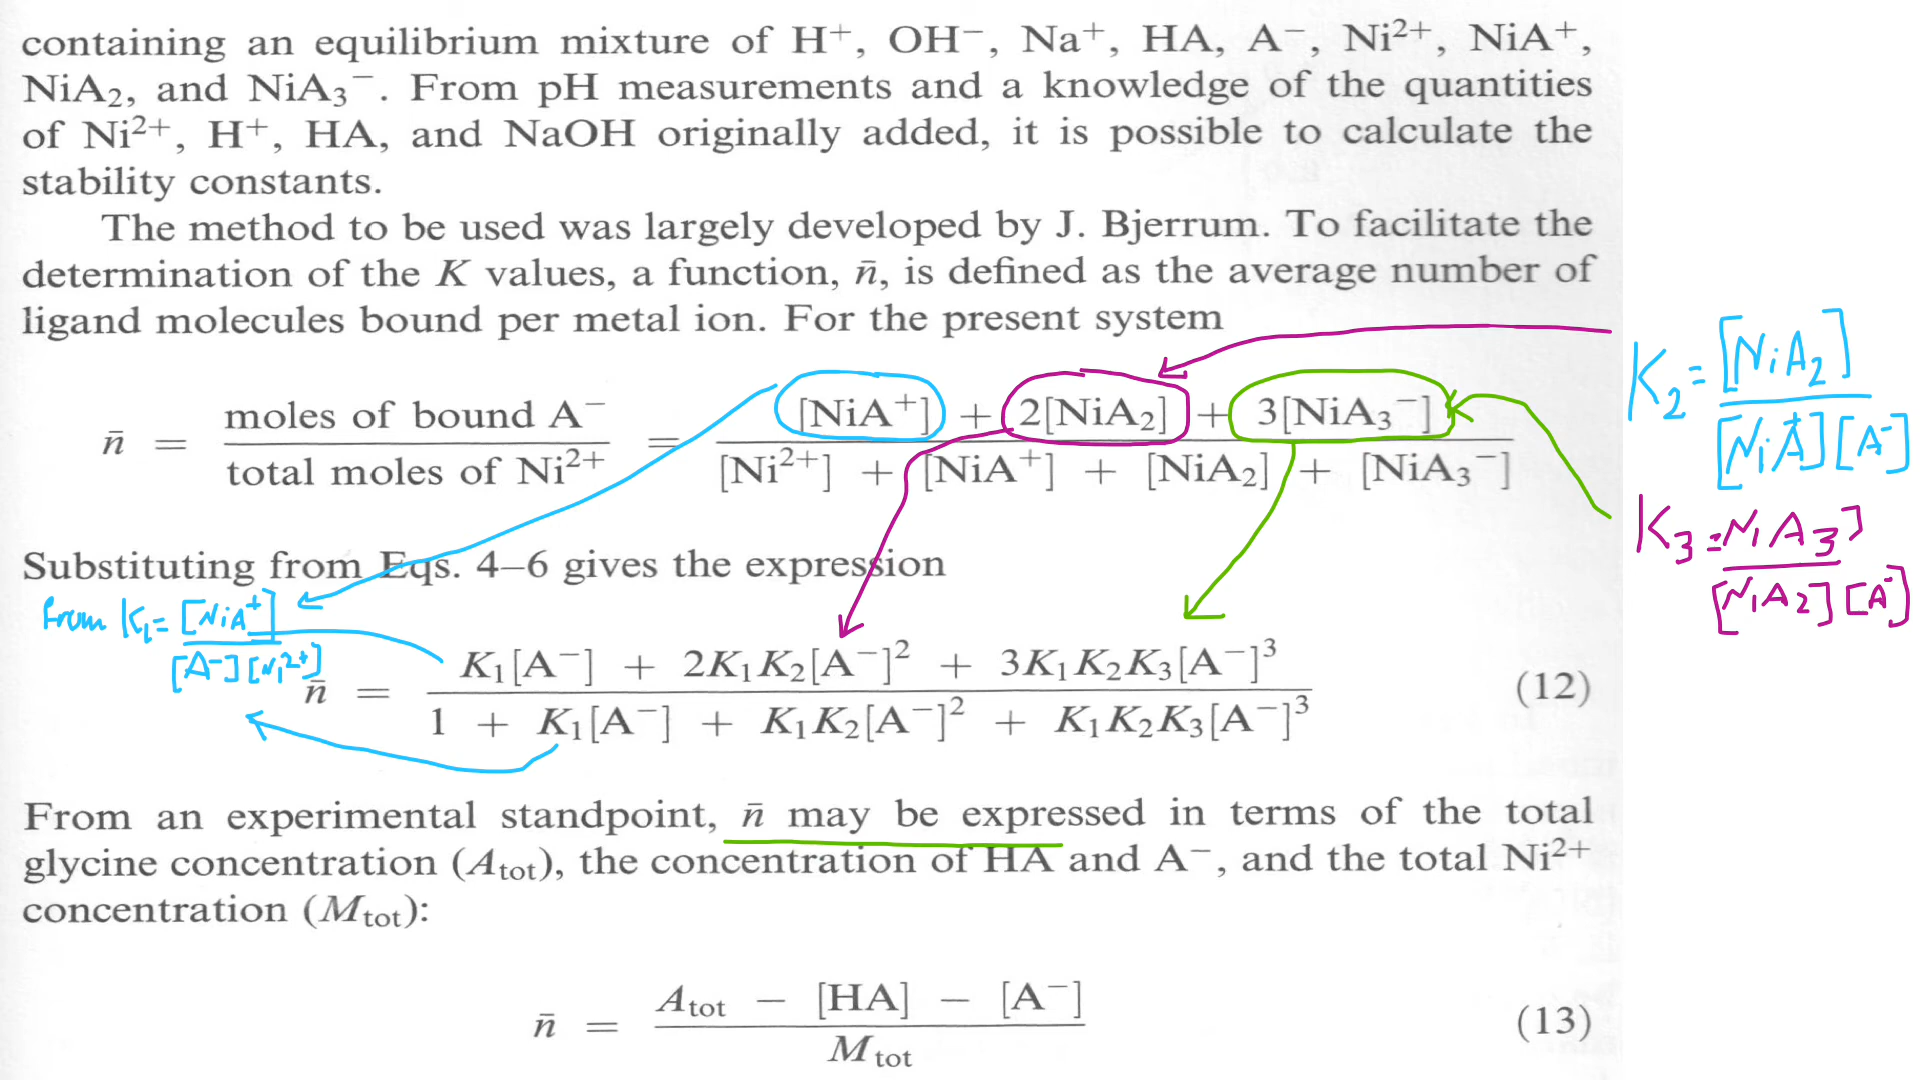 containing an equilibrium mixture of H⁺, OH⁻, Na⁺, HA, A⁻, Ni²⁺, NiA⁺,
NiA₂, and NiA₃⁻. From pH measurements and a knowledge of the quantities
of Ni²⁺, H⁺, HA, and NaOH originally added, it is possible to calculate the
stability constants.
The method to be used was largely developed by J. Bjerrum. To facilitate the
determination of the K values, a function, n̄, is defined as the average number of
ligand molecules bound per metal ion. For the present system
K₂ = [NiA₂]
[NiA⁺][A⁻]
n̄ = moles of bound A⁻ / total moles of Ni²⁺ = [NiA⁺] + 2[NiA₂] + 3[NiA₃⁻] / [Ni²⁺] + [NiA⁺] + [NiA₂] + [NiA₃⁻]
K₃ = NiA₃]
[NiA₂][A⁻]
Substituting from Eqs. 4–6 gives the expression
from K₁ = [NiA⁺]
[A⁻][Ni²⁺]
n̄ = K₁[A⁻] + 2K₁K₂[A⁻]² + 3K₁K₂K₃[A⁻]³ / 1 + K₁[A⁻] + K₁K₂[A⁻]² + K₁K₂K₃[A⁻]³ (12)
From an experimental standpoint, n̄ may be expressed in terms of the total
glycine concentration (Atot), the concentration of HA and A⁻, and the total Ni²⁺
concentration (Mtot):
n̄ = Atot − [HA] − [A⁻] / Mtot (13)